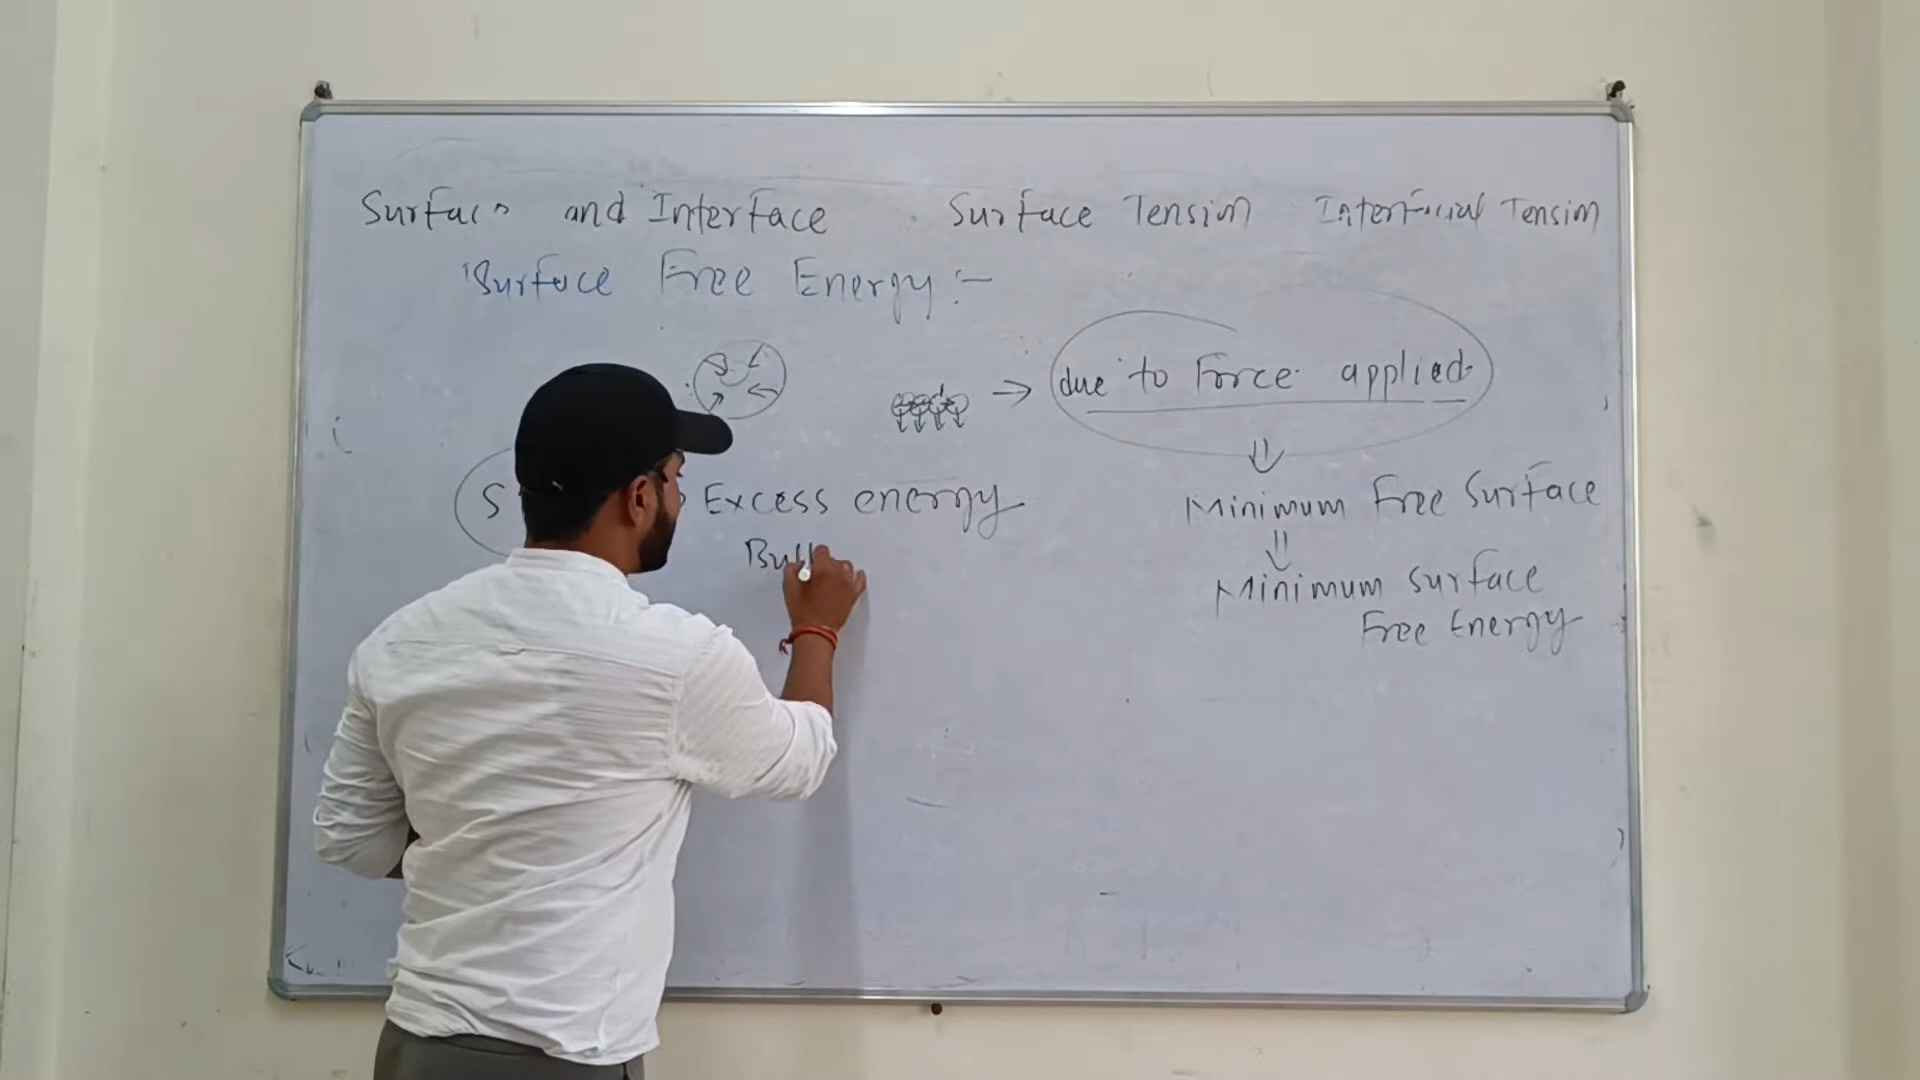 Surface and Interface Surface Tension Interfacial Tension
Surface Free Energy :-
→ due to Force applied
⇓
S Excess energy
Minimum Free Surface
⇓
Bul
Minimum surface
Free Energy